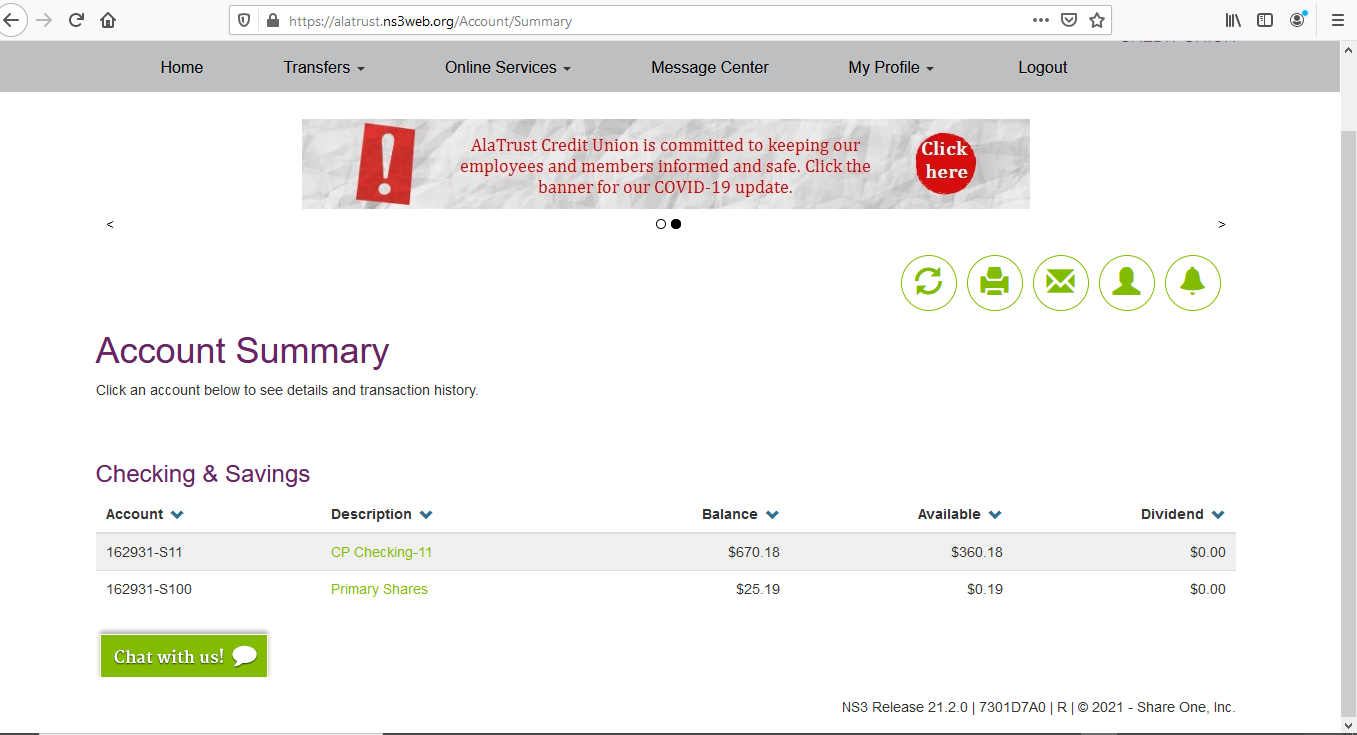 https://alatrust.ns3web.org/Account/Summary
Home Transfers Online Services Message Center My Profile Logout
AlaTrust Credit Union is committed to keeping our
employees and members informed and safe. Click the
banner for our COVID-19 update.
Click
here
< >
Account Summary
Click an account below to see details and transaction history.
Checking & Savings
Account Description Balance Available Dividend
162931-S11 CP Checking-11 $670.18 $360.18 $0.00
162931-S100 Primary Shares $25.19 $0.19 $0.00
Chat with us!
NS3 Release 21.2.0 | 7301D7A0 | R | © 2021 - Share One, Inc.